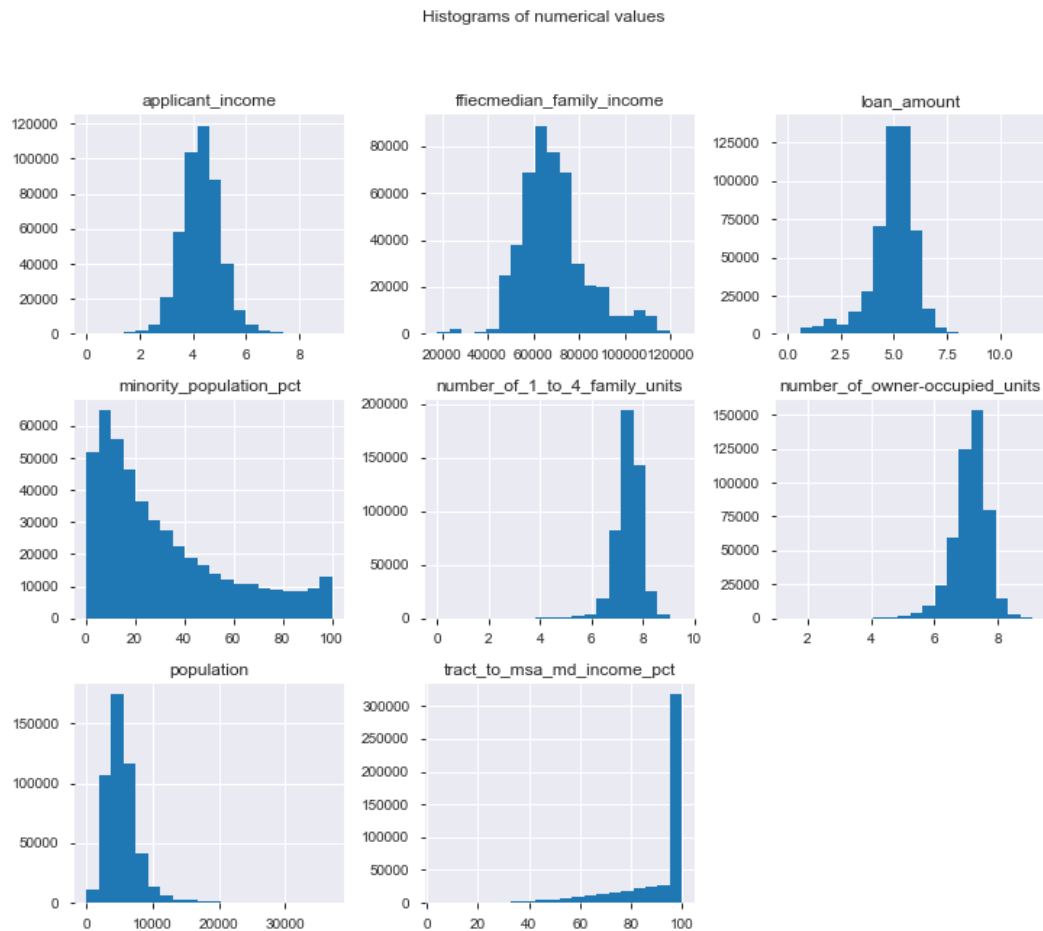 Histograms of numerical values
applicant_income
120000
100000
80000
60000
40000
20000
0
0 2 4 6 8
ffiecmedian_family_income
80000
60000
40000
20000
0
20000 40000 60000 80000 100000 120000
loan_amount
125000
100000
75000
50000
25000
0
0.0 2.5 5.0 7.5 10.0
minority_population_pct
60000
50000
40000
30000
20000
10000
0
0 20 40 60 80 100
number_of_1_to_4_family_units
200000
150000
100000
50000
0
0 2 4 6 8 10
number_of_owner-occupied_units
150000
125000
100000
75000
50000
25000
0
2 4 6 8
population
150000
100000
50000
0
0 10000 20000 30000
tract_to_msa_md_income_pct
300000
250000
200000
150000
100000
50000
0
0 20 40 60 80 100